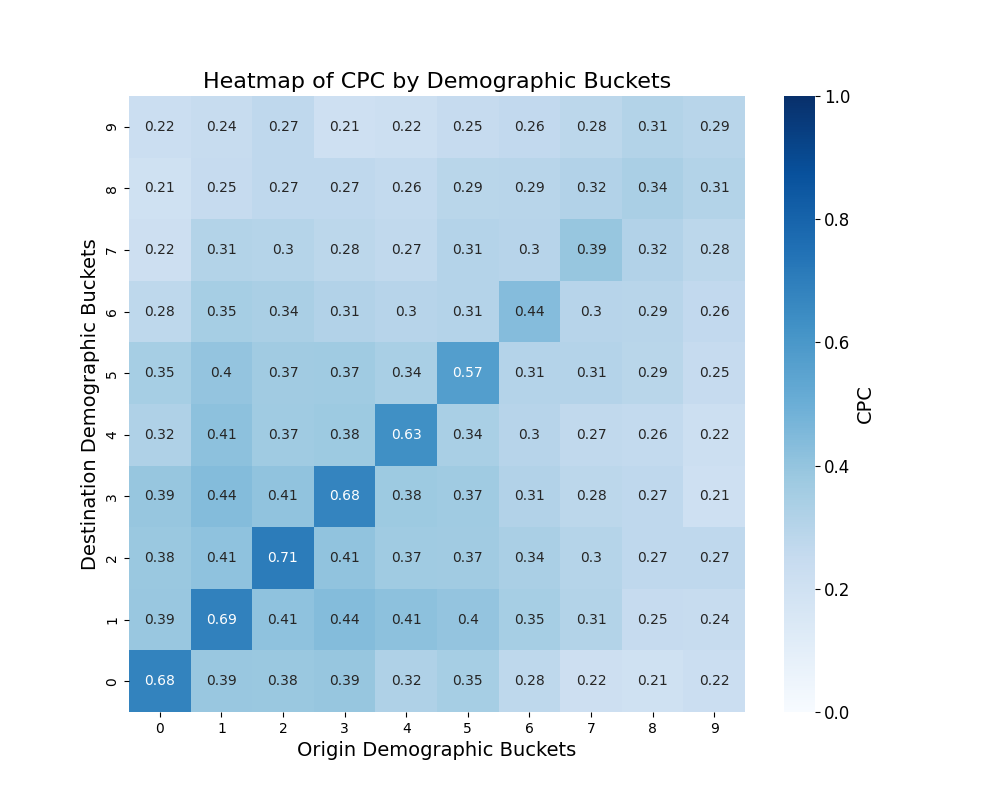 Heatmap of CPC by Demographic Buckets
9 0.22 0.24 0.27 0.21 0.22 0.25 0.26 0.28 0.31 0.29
8 0.21 0.25 0.27 0.27 0.26 0.29 0.29 0.32 0.34 0.31
7 0.22 0.31 0.3 0.28 0.27 0.31 0.3 0.39 0.32 0.28
6 0.28 0.35 0.34 0.31 0.3 0.31 0.44 0.3 0.29 0.26
5 0.35 0.4 0.37 0.37 0.34 0.57 0.31 0.31 0.29 0.25
4 0.32 0.41 0.37 0.38 0.63 0.34 0.3 0.27 0.26 0.22
3 0.39 0.44 0.41 0.68 0.38 0.37 0.31 0.28 0.27 0.21
2 0.38 0.41 0.71 0.41 0.37 0.37 0.34 0.3 0.27 0.27
1 0.39 0.69 0.41 0.44 0.41 0.4 0.35 0.31 0.25 0.24
0 0.68 0.39 0.38 0.39 0.32 0.35 0.28 0.22 0.21 0.22
0 1 2 3 4 5 6 7 8 9
Origin Demographic Buckets
Destination Demographic Buckets
1.0
0.8
0.6
0.4
0.2
0.0
CPC